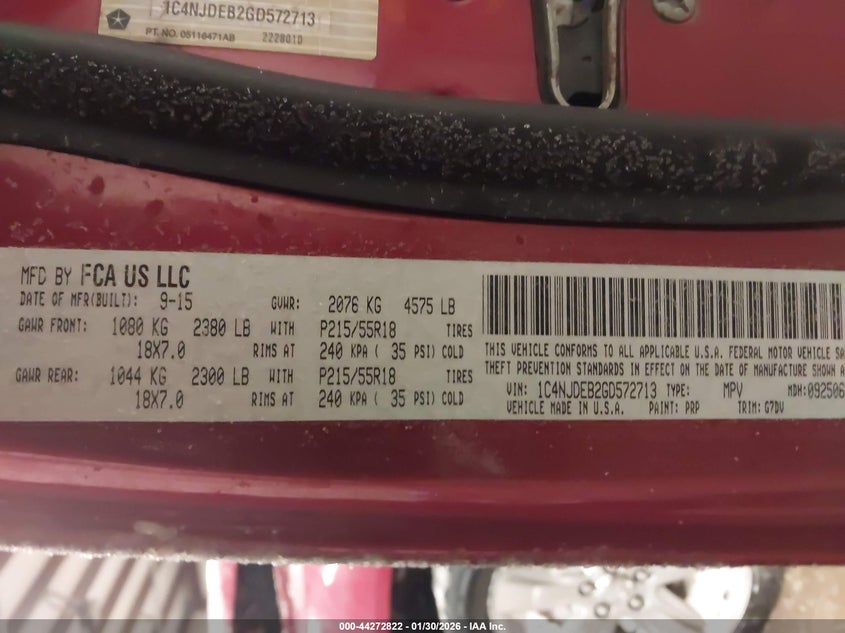 1C4NJDEB2GD572713
PT. NO. 05116471AB 2228010
MFD BY FCA US LLC
DATE OF MFR(BUILT): 9-15 GVWR: 2076 KG 4575 LB
GAWR FRONT: 1080 KG 2380 LB WITH P215/55R18 TIRES
18X7.0 RIMS AT 240 KPA ( 35 PSI) COLD
GAWR REAR: 1044 KG 2300 LB WITH P215/55R18 TIRES
18X7.0 RIMS AT 240 KPA ( 35 PSI) COLD
THIS VEHICLE CONFORMS TO ALL APPLICABLE U.S.A. FEDERAL MOTOR VEHICLE SA
THEFT PREVENTION STANDARDS IN EFFECT ON THE DATE OF MANUFACTURE SHOWN A
VIN: 1C4NJDEB2GD572713 TYPE: MPV MDH:092506
VEHICLE MADE IN U.S.A. PAINT: PRP TRIM: G7DV
000-44272822 - 01/30/2026 - IAA Inc.